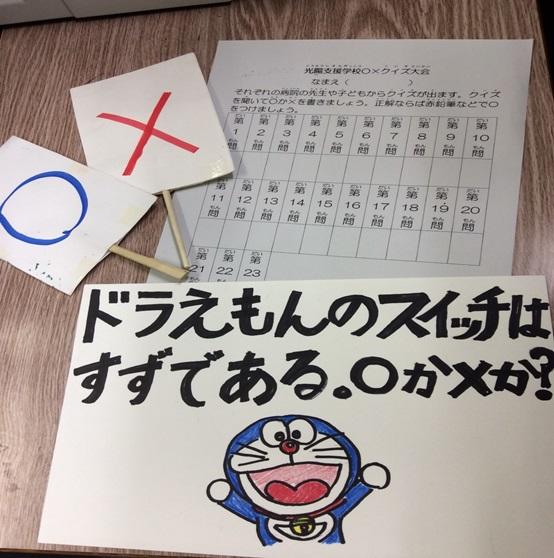 光陽支援学校○×クイズ大会
なまえ（　　　　　　）
それぞれの病院の先生や子どもからクイズが出ます。クイズ
を聞いて○か×を書きましょう。正解ならば赤鉛筆などで○
をつけましょう。
第1問 第2問 第3問 第4問 第5問 第6問 第7問 第8問 第9問 第10問
第11問 第12問 第13問 第14問 第15問 第16問 第17問 第18問 第19問 第20問
第21 第22 第23
ドラえもんのスイッチは
すずである。○か×か?